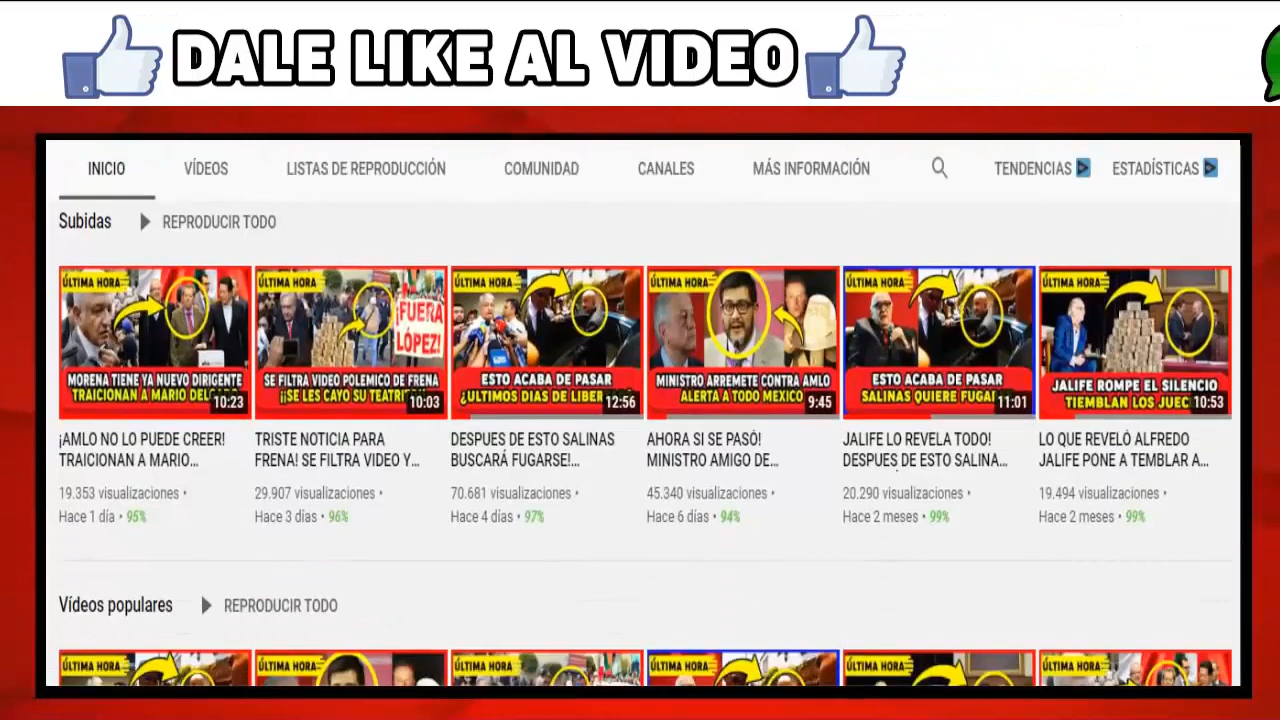 DALE LIKE AL VIDEO
INICIO VÍDEOS LISTAS DE REPRODUCCIÓN COMUNIDAD CANALES MÁS INFORMACIÓN TENDENCIAS ESTADÍSTICAS
Subidas REPRODUCIR TODO
ÚLTIMA HORA
MORENA TIENE YA NUEVO DIRIGENTE
TRAICIONAN A MARIO DEL
10:23
¡AMLO NO LO PUEDE CREER!
TRAICIONAN A MARIO...
19.353 visualizaciones •
Hace 1 día • 95%
ÚLTIMA HORA
¡FUERA
LÓPEZ!
SE FILTRA VIDEO POLEMICO DE FRENA
¡¡SE LES CAYO SU TEATRI
10:03
TRISTE NOTICIA PARA
FRENA! SE FILTRA VIDEO Y...
29.907 visualizaciones •
Hace 3 días • 96%
ÚLTIMA HORA
ESTO ACABA DE PASAR
¿ULTIMOS DIAS DE LIBER
12:56
DESPUES DE ESTO SALINAS
BUSCARÁ FUGARSE!...
70.681 visualizaciones •
Hace 4 días • 97%
ÚLTIMA HORA
MINISTRO ARREMETE CONTRA AMLO
ALERTA A TODO MEXICO
9:45
AHORA SI SE PASÓ!
MINISTRO AMIGO DE...
45.340 visualizaciones •
Hace 6 días • 94%
ÚLTIMA HORA
ESTO ACABA DE PASAR
SALINAS QUIERE FUGAR
11:01
JALIFE LO REVELA TODO!
DESPUES DE ESTO SALINA...
20.290 visualizaciones •
Hace 2 meses • 99%
ÚLTIMA HORA
JALIFE ROMPE EL SILENCIO
TIEMBLAN LOS JUEC
10:53
LO QUE REVELÓ ALFREDO
JALIFE PONE A TEMBLAR A...
19.494 visualizaciones •
Hace 2 meses • 99%
Vídeos populares REPRODUCIR TODO
ÚLTIMA HORA
ÚLTIMA HORA
ÚLTIMA HORA
ÚLTIMA HORA
ÚLTIMA HORA
ÚLTIMA HORA